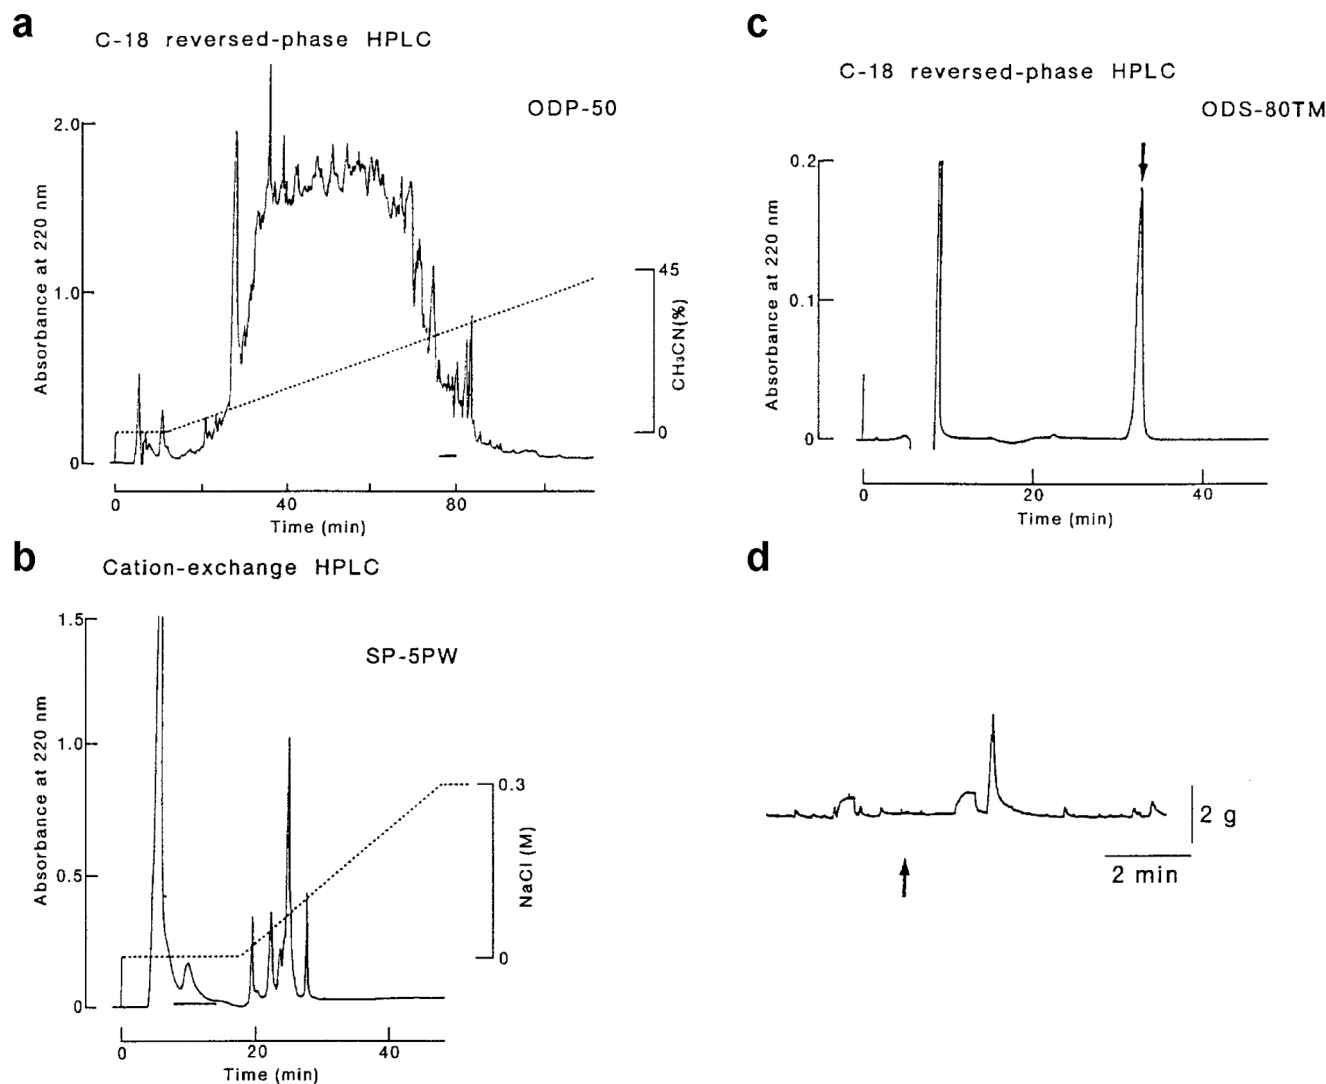 a
C-18 reversed-phase HPLC
ODP-50
2.0
1.0
0
Absorbance at 220 nm
45
0
CH₃CN(%)
0
40
80
Time (min)
b
Cation-exchange HPLC
SP-5PW
1.5
1.0
0.5
0
Absorbance at 220 nm
0.3
0
NaCl (M)
0
20
40
Time (min)
c
C-18 reversed-phase HPLC
ODS-80TM
0.2
0.1
0
Absorbance at 220 nm
0
20
40
Time (min)
d
2 g
2 min